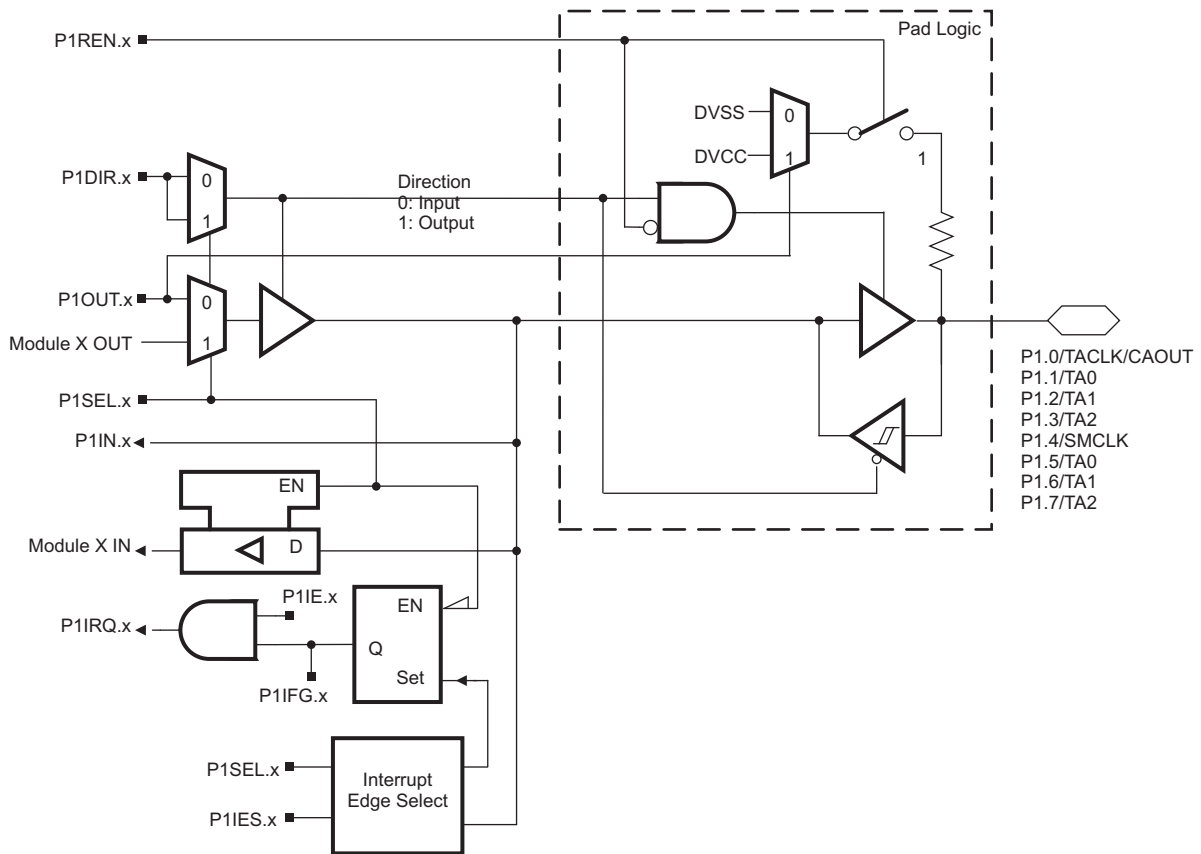 Pad Logic
P1REN.x
DVSS
0
DVCC
1
1
P1DIR.x
0
1
Direction
0: Input
1: Output
P1OUT.x
0
Module X OUT
1
P1SEL.x
P1IN.x
EN
Module X IN
D
P1IE.x
P1IRQ.x
EN
Q
Set
P1IFG.x
P1SEL.x
Interrupt
Edge Select
P1IES.x
P1.0/TACLK/CAOUT
P1.1/TA0
P1.2/TA1
P1.3/TA2
P1.4/SMCLK
P1.5/TA0
P1.6/TA1
P1.7/TA2